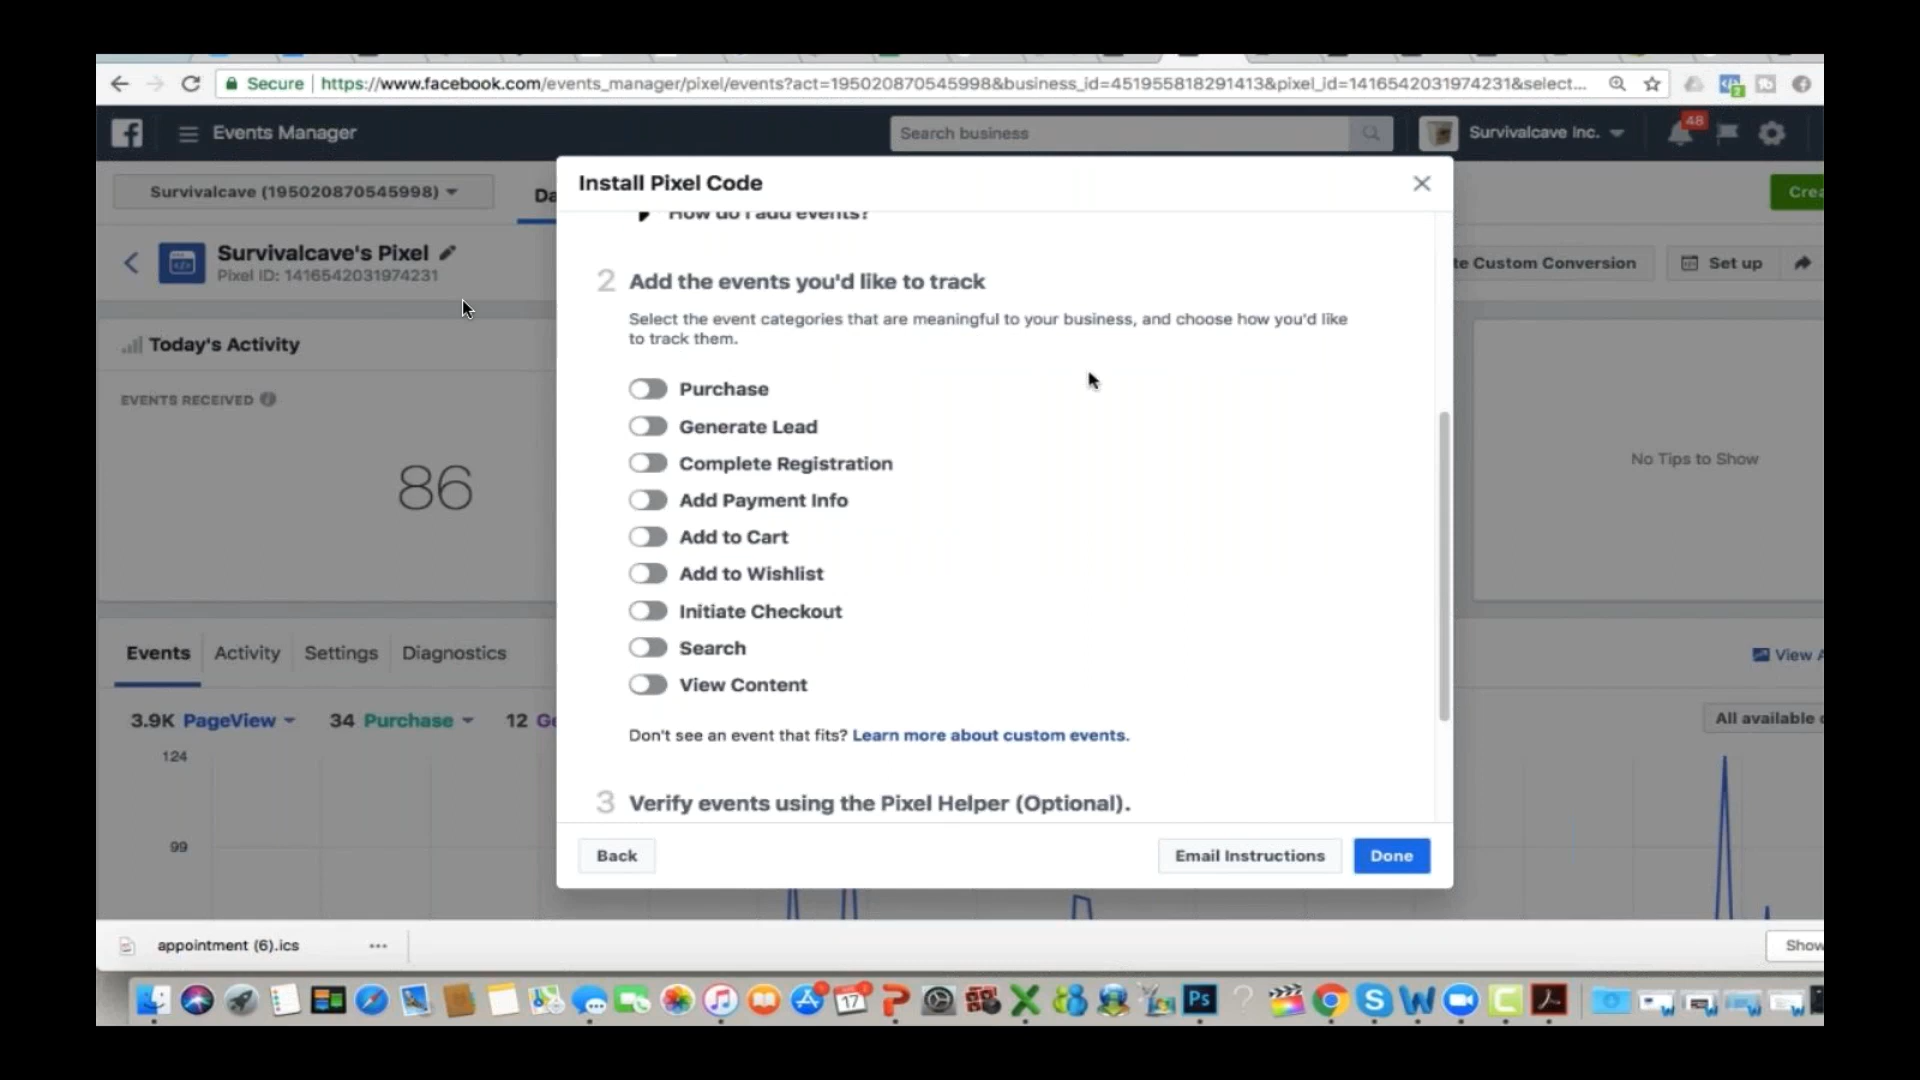 Secure
https://www.facebook.com/events_manager/pixel/events?act=195020870545998&business_id=451955818291413&pixel_id=1416542031974231&select...
Events Manager
Search business
Survivalcave Inc.
48
Survivalcave (195020870545998)
Da
Crea
Install Pixel Code
How do I add events?
Survivalcave's Pixel
Pixel ID: 1416542031974231
te Custom Conversion
Set up
2 Add the events you'd like to track
Select the event categories that are meaningful to your business, and choose how you'd like
to track them.
Today's Activity
EVENTS RECEIVED
86
Purchase
Generate Lead
Complete Registration
Add Payment Info
Add to Cart
Add to Wishlist
Initiate Checkout
Search
View Content
No Tips to Show
Don't see an event that fits? Learn more about custom events.
3 Verify events using the Pixel Helper (Optional).
Back
Email Instructions
Done
Events
Activity
Settings
Diagnostics
View A
3.9K PageView
34 Purchase
12 Ge
All available
124
99
appointment (6).ics
Show
17
Ps